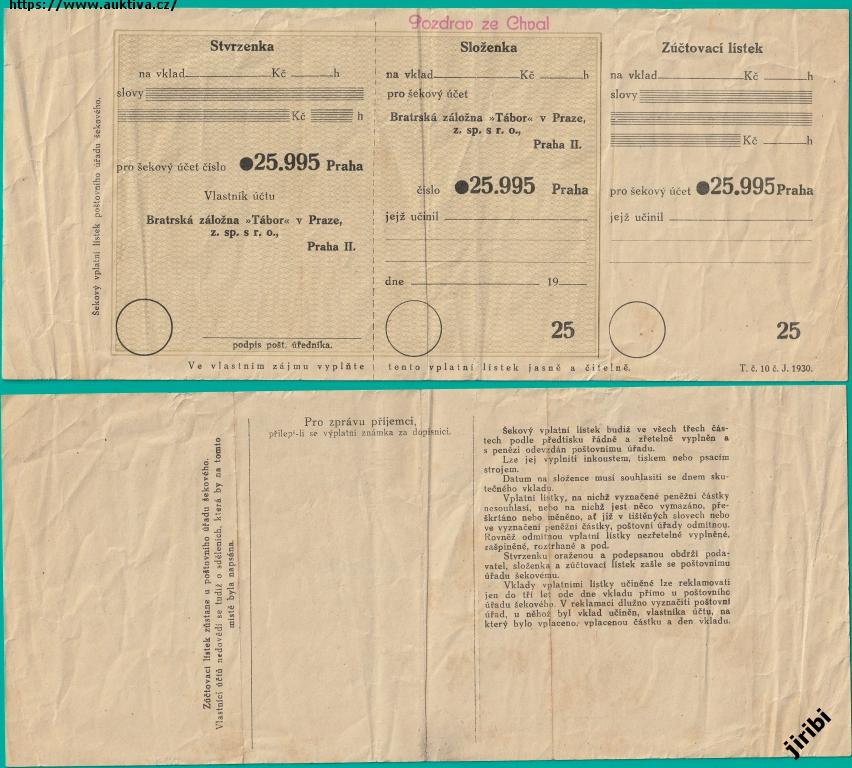 https://www.auktiva.cz/
Pozdrav ze Chval
Šekový vplatní lístek poštovního úřadu šekového.
Stvrzenka
na vklad Kč h
slovy
Kč h
pro šekový účet číslo ●25.995 Praha
Vlastník účtu
Bratrská záložna »Tábor« v Praze,
z. sp. s r. o.,
Praha II.
podpis pošt. úředníka.
Složenka
na vklad Kč h
pro šekový účet
Bratrská záložna »Tábor« v Praze,
z. sp. s r. o.,
Praha II.
číslo ●25.995 Praha
jejž učinil
dne 19
25
Zúčtovací lístek
na vklad Kč h
slovy
Kč h
pro šekový účet ●25.995 Praha
jejž učinil
25
Ve vlastním zájmu vyplňte tento vplatní lístek jasně a čitelně.
T. č. 10 č. J. 1930.
Zúčtovací lístek zůstane u poštovního úřadu šekového.
Vlastníci účtů nedovědí se tudíž o sděleních, která by na tomto
místě byla napsána.
Pro zprávu příjemci,
přilepí-li se výplatní známka za dopisnici.
Šekový vplatní lístek budiž ve všech třech čás-
tech podle předtisku řádně a zřetelně vyplněn a
s penězi odevzdán poštovnímu úřadu.
Lze jej vyplniti inkoustem, tiskem nebo psacím
strojem.
Datum na složence musí souhlasiti se dnem sku-
tečného vkladu.
Vplatní lístky, na nichž vyznačené peněžní částky
nesouhlasí, nebo na nichž jest něco vymazáno, pře-
škrtáno nebo měněno, ať již v tištěných slovech nebo
ve vyznačení peněžní částky, poštovní úřady odmítnou.
Rovněž odmítnou vplatní lístky nezřetelně vyplněné,
zašpiněné, roztrhané a pod.
Stvrzenku oraženou a podepsanou obdrží poda-
vatel, složenka a zúčtovací lístek zašle se poštovnímu
úřadu šekovému.
Vklady vplatními lístky učiněné lze reklamovati
jen do tří let ode dne vkladu přímo u poštovního
úřadu šekového. V reklamaci dlužno vyznačiti poštovní
úřad, u něhož byl vklad učiněn, vlastníka účtu, na
který bylo vplaceno, vplacenou částku a den vkladu.
jiribi